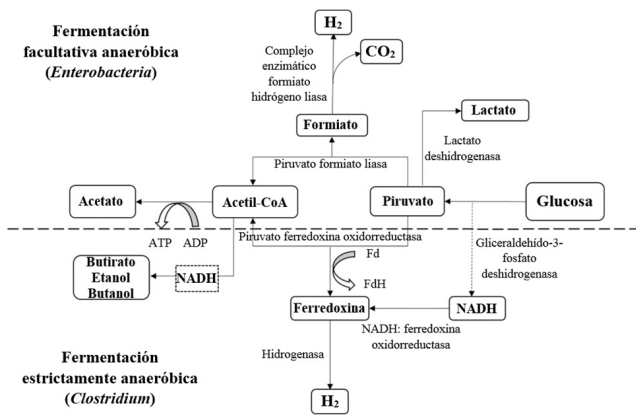 Fermentación
facultativa anaeróbica
(Enterobacteria)
H₂
CO₂
Complejo
enzimático
formiato
hidrógeno liasa
Formiato
Lactato
Lactato
deshidrogenasa
Piruvato formiato liasa
Acetato
Acetil-CoA
Piruvato
Glucosa
ATP
ADP
Piruvato ferredoxina oxidorreductasa
Gliceraldehído-3-
fosfato
deshidrogenasa
Butirato
Etanol
Butanol
NADH
Fd
FdH
Ferredoxina
NADH
NADH: ferredoxina
oxidorreductasa
Hidrogenasa
Fermentación
estrictamente anaeróbica
(Clostridium)
H₂